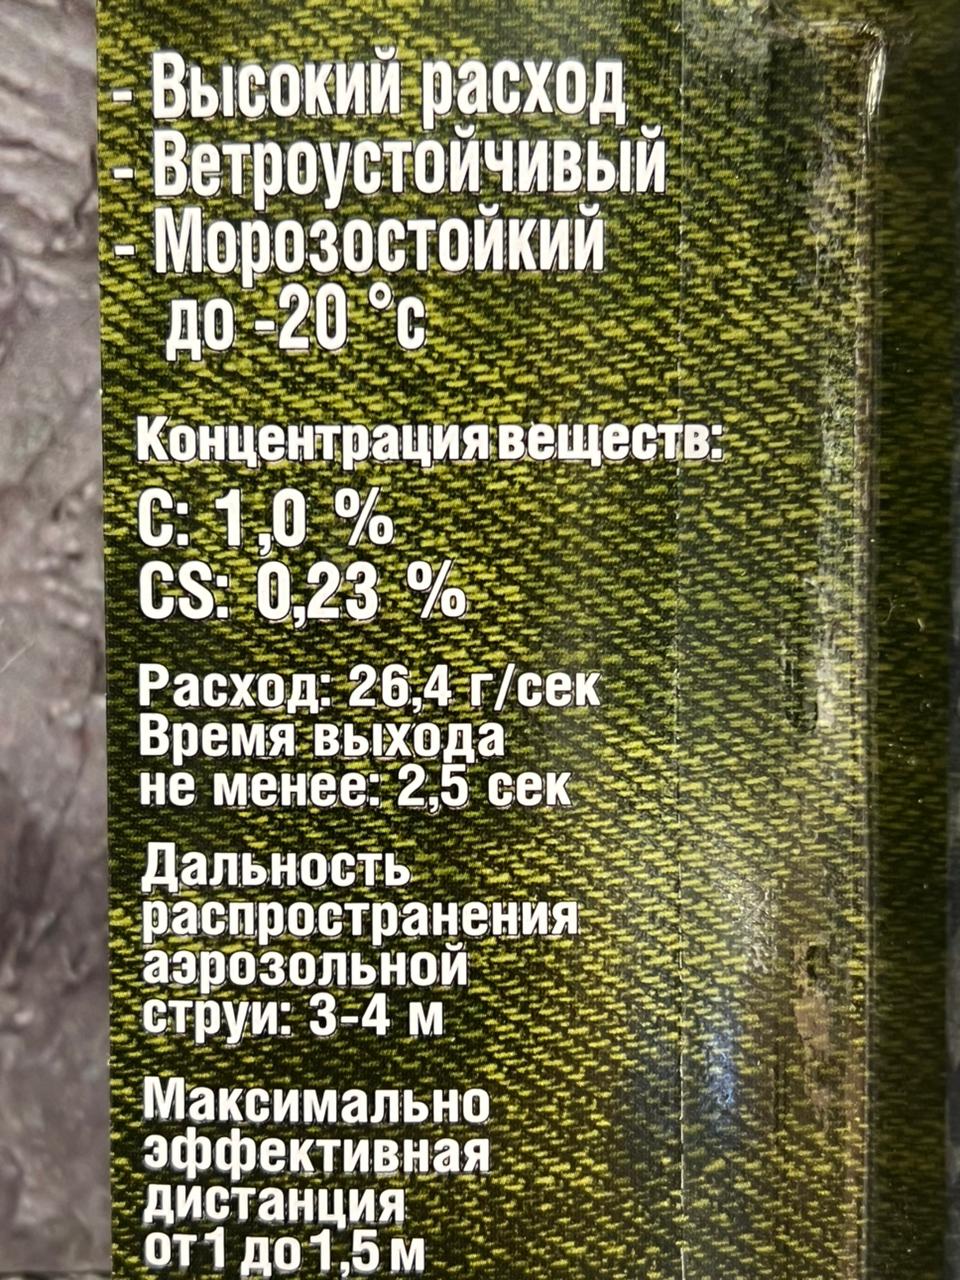 - Высокий расход
- Ветроустойчивый
- Морозостойкий
до -20 °с
Концентрация веществ:
С: 1,0 %
CS: 0,23 %
Расход: 26,4 г/сек
Время выхода
не менее: 2,5 сек
Дальность
распространения
аэрозольной
струи: 3-4 м
Максимально
эффективная
дистанция
от 1 до 1,5 м